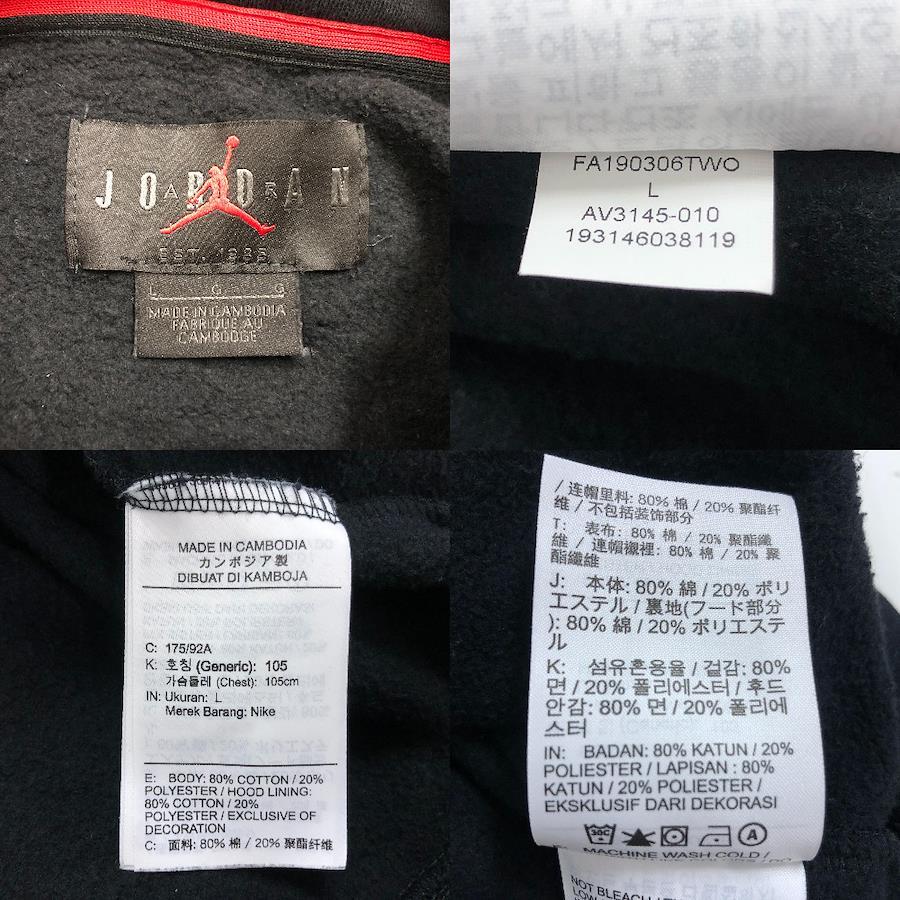 JORDAN
AIR
EST. 1985
L G G
MADE IN CAMBODIA
FABRIQUE AU
CAMBODGE
FA190306TWO
L
AV3145-010
193146038119
MADE IN CAMBODIA
カンボジア製
DIBUAT DI KAMBOJA
C: 175/92A
K: 호칭 (Generic): 105
가슴둘레 (Chest): 105cm
IN: Ukuran: L
Merek Barang: Nike
E: BODY: 80% COTTON / 20%
POLYESTER / HOOD LINING:
80% COTTON / 20%
POLYESTER / EXCLUSIVE OF
DECORATION
C: 面料: 80% 棉 / 20% 聚酯纤维
/ 连帽里料: 80% 棉 / 20% 聚酯纤
维 / 不包括装饰部分
T: 表布: 80% 棉 / 20% 聚酯纖
維 / 連帽襯裡: 80% 棉 / 20% 聚
酯纖維
J: 本体: 80% 綿 / 20% ポリ
エステル / 裏地(フード部分
): 80% 綿 / 20% ポリエステ
ル
K: 섬유혼용율 / 겉감: 80%
면 / 20% 폴리에스터 / 후드
안감: 80% 면 / 20% 폴리에
스터
IN: BADAN: 80% KATUN / 20%
POLIESTER / LAPISAN : 80%
KATUN / 20% POLIESTER /
EKSKLUSIF DARI DEKORASI
30C A
MACHINE WASH COLD /
NOT BLEACH /